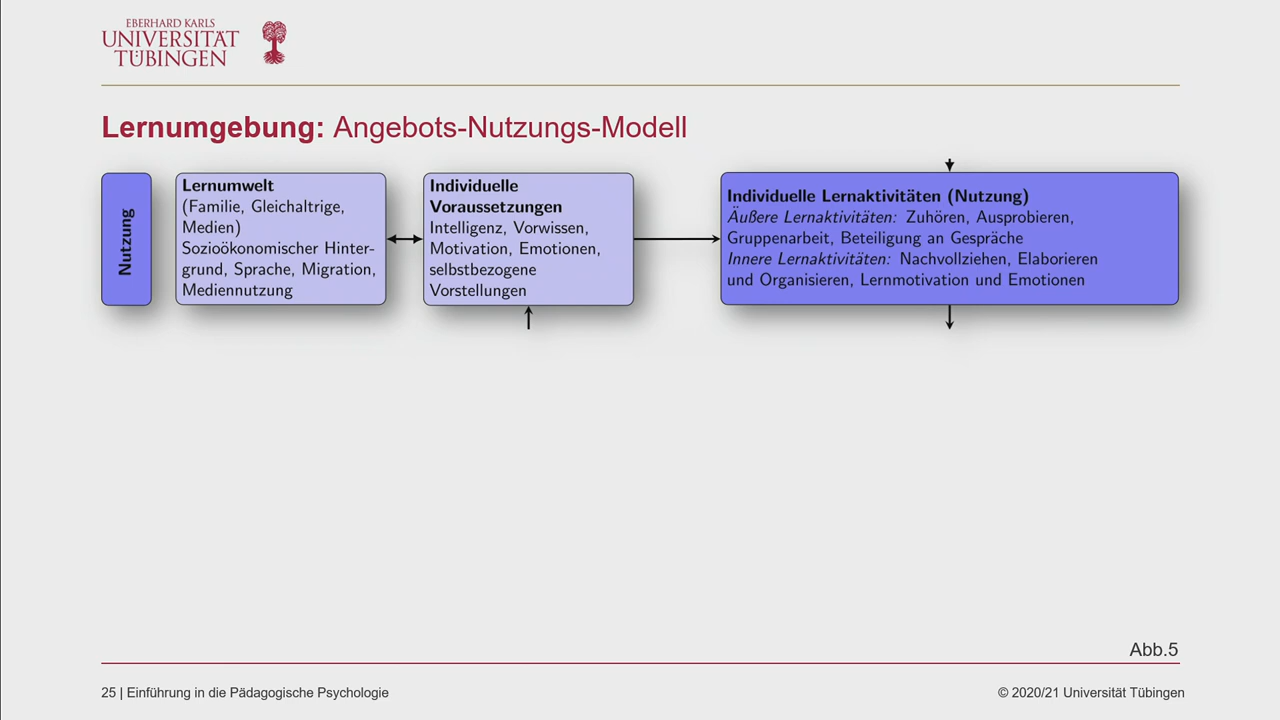 EBERHARD KARLS
UNIVERSITÄT
TÜBINGEN
Lernumgebung: Angebots-Nutzungs-Modell
Nutzung
Lernumwelt
(Familie, Gleichaltrige,
Medien)
Sozioökonomischer Hinter-
grund, Sprache, Migration,
Mediennutzung
Individuelle
Voraussetzungen
Intelligenz, Vorwissen,
Motivation, Emotionen,
selbstbezogene
Vorstellungen
Individuelle Lernaktivitäten (Nutzung)
Äußere Lernaktivitäten: Zuhören, Ausprobieren,
Gruppenarbeit, Beteiligung an Gespräche
Innere Lernaktivitäten: Nachvollziehen, Elaborieren
und Organisieren, Lernmotivation und Emotionen
Abb.5
25 | Einführung in die Pädagogische Psychologie
© 2020/21 Universität Tübingen